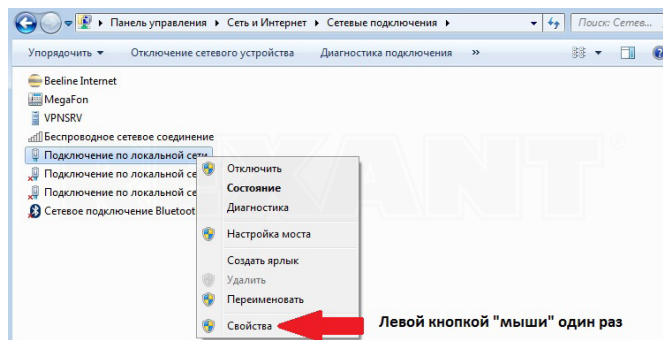 Панель управления ▸ Сеть и Интернет ▸ Сетевые подключения ▸ Поиск: Сетев...
Упорядочить ▾ Отключение сетевого устройства Диагностика подключения »
Beeline Internet
MegaFon
VPNSRV
Беспроводное сетевое соединение
Подключение по локальной сети
Подключение по локальной се
Подключение по локальной се
Сетевое подключение Bluetoot
Отключить
Состояние
Диагностика
Настройка моста
Создать ярлык
Удалить
Переименовать
Свойства
Левой кнопкой "мыши" один раз